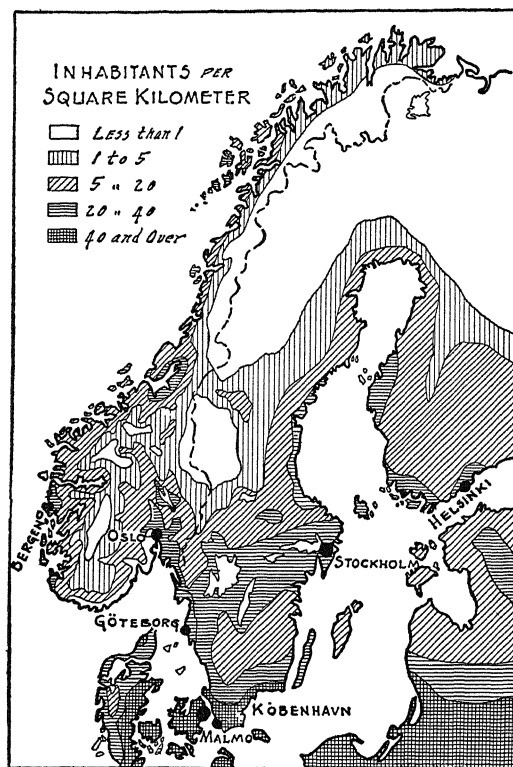 INHABITANTS PER
SQUARE KILOMETER
Less than 1
1 to 5
5 " 20
20 " 40
40 and Over
BERGEN
OSLO
HELSINKI
STOCKHOLM
GÖTEBORG
KÖBENHAVN
MALMO